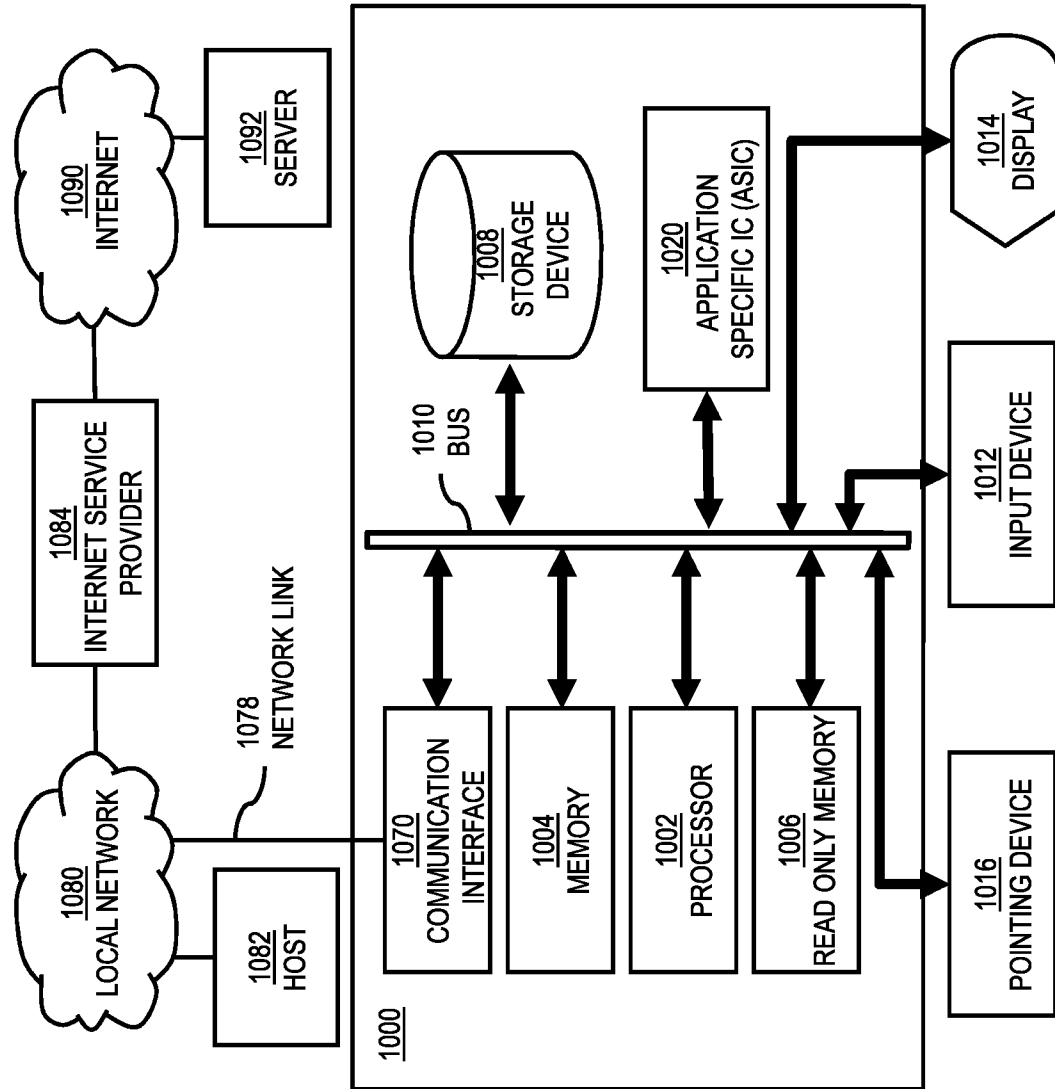 1080
LOCAL NETWORK
1084
INTERNET SERVICE
PROVIDER
1090
INTERNET
1082
HOST
1078
NETWORK LINK
1092
SERVER
1000
1070
COMMUNICATION
INTERFACE
1004
MEMORY
1002
PROCESSOR
1006
READ ONLY MEMORY
1010
BUS
1008
STORAGE
DEVICE
1020
APPLICATION
SPECIFIC IC (ASIC)
1016
POINTING DEVICE
1012
INPUT DEVICE
1014
DISPLAY